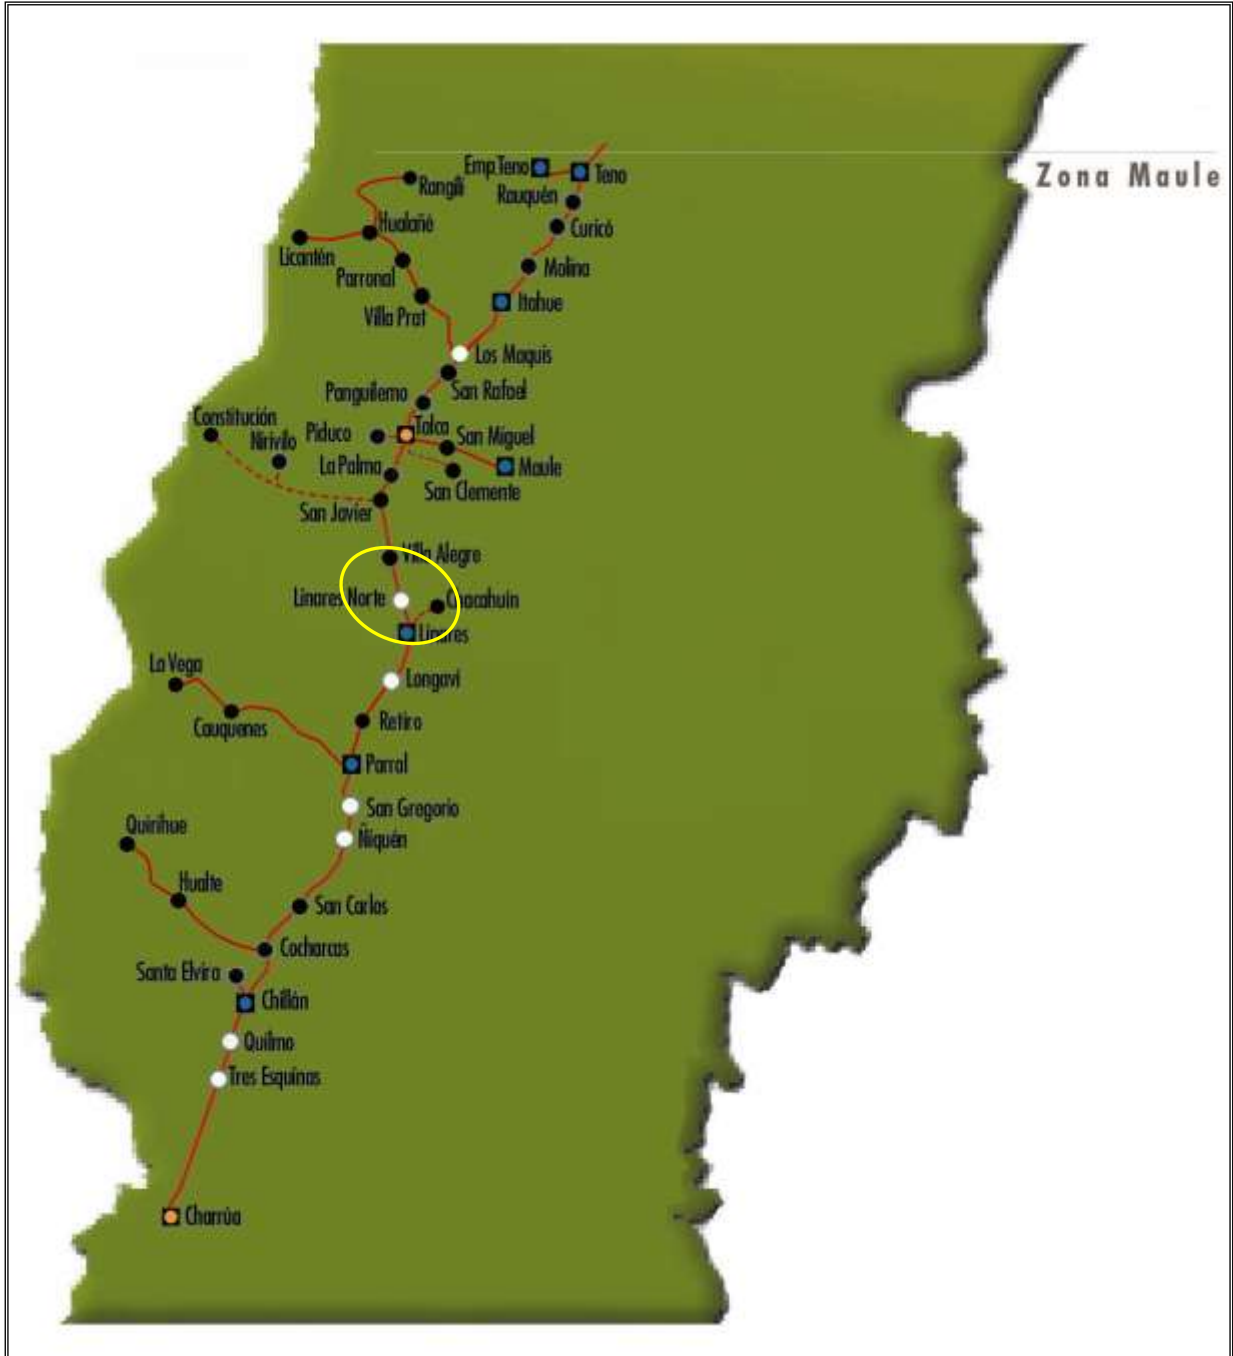 Zona Maule
Emp.Teno
Teno
Rangili
Rauquén
Hualañé
Curicó
Licantén
Parronal
Molina
Villa Prat
Itahue
Los Maquis
San Rafael
Panguilemo
Constitución
Talca
Piduco
San Miguel
Nirivilo
La Palma
Maule
San Clemente
San Javier
Villa Alegre
Linares Norte
Chacahuín
Linares
La Vega
Longaví
Cauquenes
Retiro
Parral
San Gregorio
Quirihue
Ñiquén
Hualte
San Carlos
Cocharcas
Santa Elvira
Chillán
Quilmo
Tres Esquinas
Charrúa